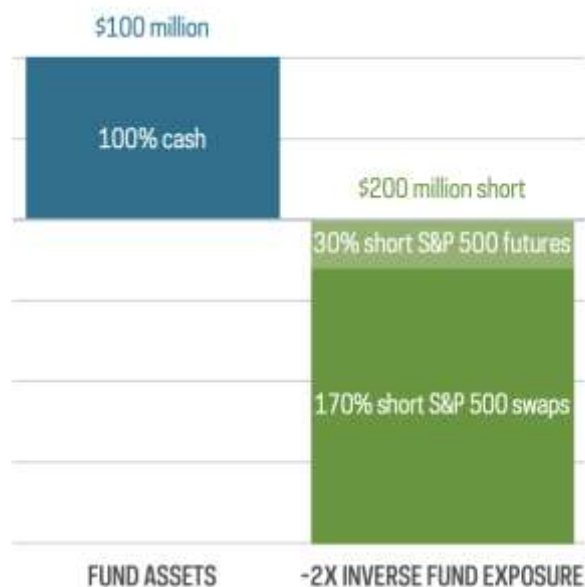 $100 million
100% cash
$200 million short
30% short S&P 500 futures
170% short S&P 500 swaps
FUND ASSETS
-2X INVERSE FUND EXPOSURE